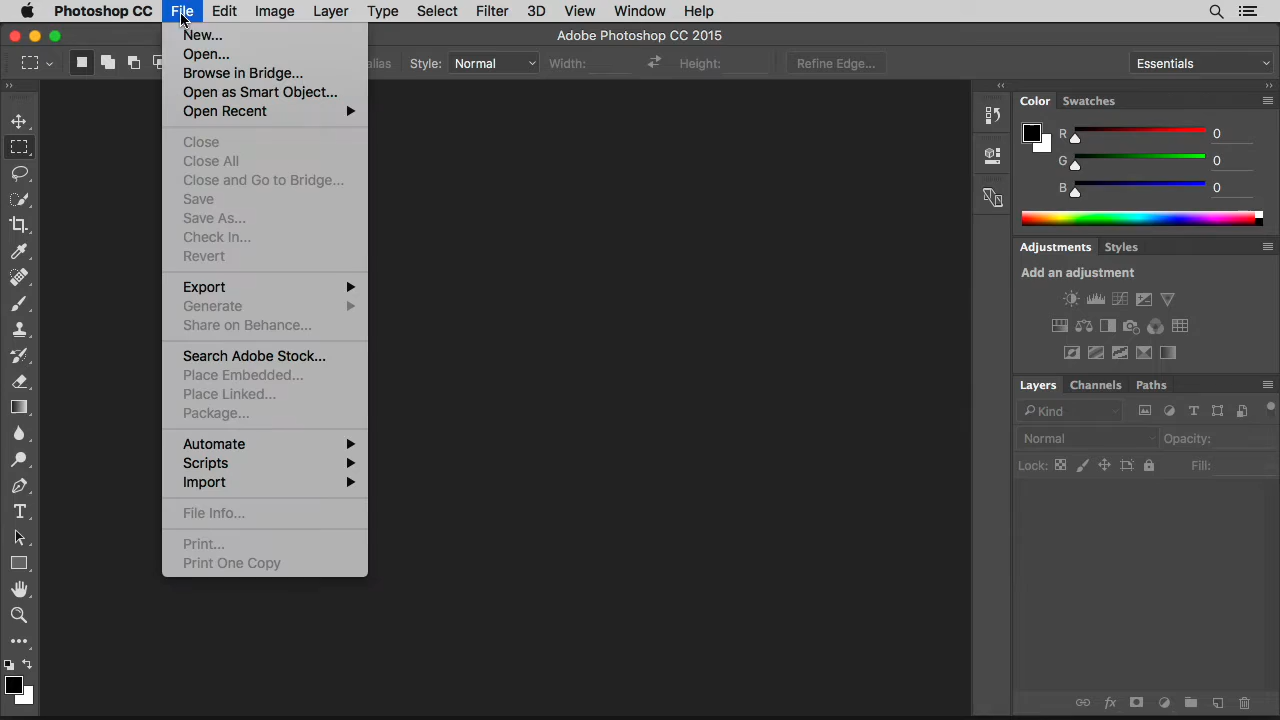 Photoshop CC File Edit Image Layer Type Select Filter 3D View Window Help
Adobe Photoshop CC 2015
Style: Normal Width: Height: Refine Edge... Essentials
New...
Open...
Browse in Bridge...
Open as Smart Object...
Open Recent
Close
Close All
Close and Go to Bridge...
Save
Save As...
Check In...
Revert
Export
Generate
Share on Behance...
Search Adobe Stock...
Place Embedded...
Place Linked...
Package...
Automate
Scripts
Import
File Info...
Print...
Print One Copy
Color Swatches
R 0
G 0
B 0
Adjustments Styles
Add an adjustment
Layers Channels Paths
Kind
Normal Opacity:
Lock: Fill: